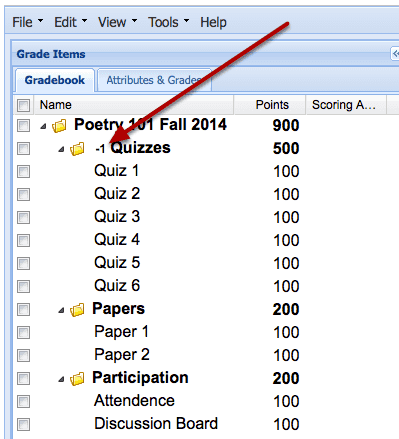 File Edit View Tools Help
Grade Items
Gradebook Attributes & Grades
Name Points Scoring A...
Poetry 101 Fall 2014 900
-1 Quizzes 500
Quiz 1 100
Quiz 2 100
Quiz 3 100
Quiz 4 100
Quiz 5 100
Quiz 6 100
Papers 200
Paper 1 100
Paper 2 100
Participation 200
Attendence 100
Discussion Board 100